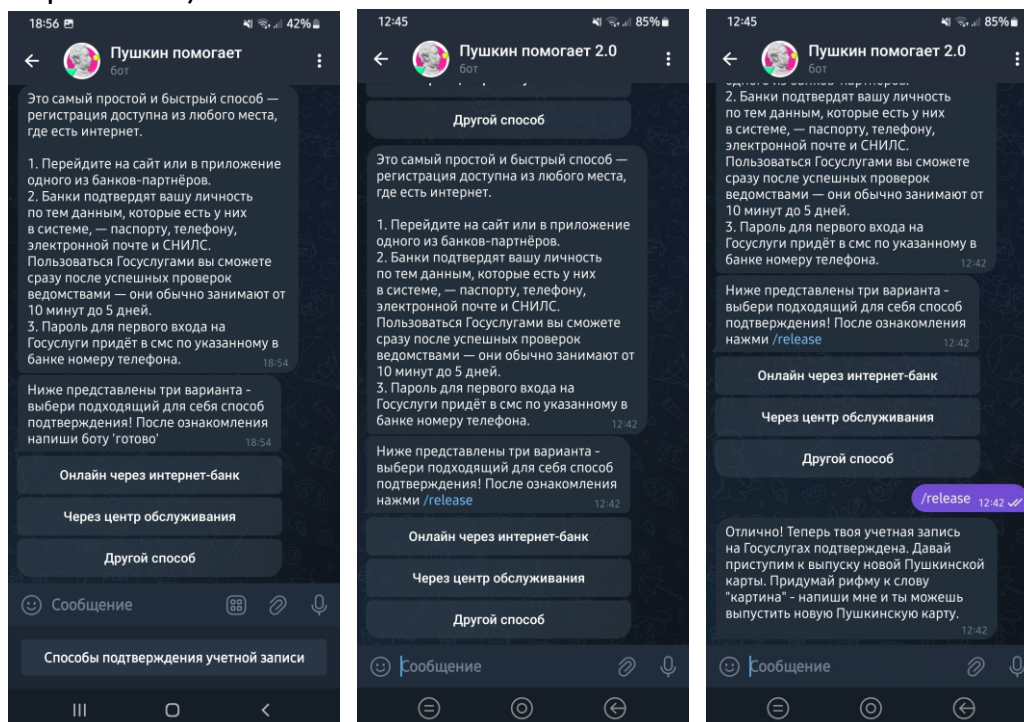 18:56
42%
Пушкин помогает
бот
Это самый простой и быстрый способ —
регистрация доступна из любого места,
где есть интернет.
1. Перейдите на сайт или в приложение
одного из банков-партнёров.
2. Банки подтвердят вашу личность
по тем данным, которые есть у них
в системе, — паспорту, телефону,
электронной почте и СНИЛС.
Пользоваться Госуслугами вы сможете
сразу после успешных проверок
ведомствами — они обычно занимают от
10 минут до 5 дней.
3. Пароль для первого входа на
Госуслуги придёт в смс по указанному в
банке номеру телефона.
18:54
Ниже представлены три варианта -
выбери подходящий для себя способ
подтверждения! После ознакомления
напиши боту 'готово'
18:54
Онлайн через интернет-банк
Через центр обслуживания
Другой способ
Сообщение
Способы подтверждения учетной записи
12:45
85%
Пушкин помогает 2.0
бот
Другой способ
Это самый простой и быстрый способ —
регистрация доступна из любого места,
где есть интернет.
1. Перейдите на сайт или в приложение
одного из банков-партнёров.
2. Банки подтвердят вашу личность
по тем данным, которые есть у них
в системе, — паспорту, телефону,
электронной почте и СНИЛС.
Пользоваться Госуслугами вы сможете
сразу после успешных проверок
ведомствами — они обычно занимают от
10 минут до 5 дней.
3. Пароль для первого входа на
Госуслуги придёт в смс по указанному в
банке номеру телефона.
12:42
Ниже представлены три варианта -
выбери подходящий для себя способ
подтверждения! После ознакомления
нажми /release
12:42
Онлайн через интернет-банк
Через центр обслуживания
Другой способ
Сообщение
12:45
85%
Пушкин помогает 2.0
бот
2. Банки подтвердят вашу личность
по тем данным, которые есть у них
в системе, — паспорту, телефону,
электронной почте и СНИЛС.
Пользоваться Госуслугами вы сможете
сразу после успешных проверок
ведомствами — они обычно занимают от
10 минут до 5 дней.
3. Пароль для первого входа на
Госуслуги придёт в смс по указанному в
банке номеру телефона.
12:42
Ниже представлены три варианта -
выбери подходящий для себя способ
подтверждения! После ознакомления
нажми /release
12:42
Онлайн через интернет-банк
Через центр обслуживания
Другой способ
/release 12:42
Отлично! Теперь твоя учетная запись
на Госуслугах подтверждена. Давай
приступим к выпуску новой Пушкинской
карты. Придумай рифму к слову
"картина" - напиши мне и ты можешь
выпустить новую Пушкинскую карту.
12:42
Сообщение